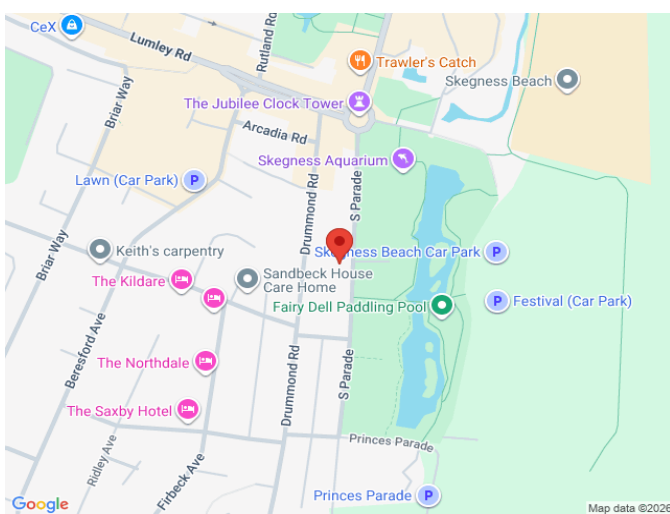 CeX
Lumley Rd
Rutland Rd
Trawler's Catch
Skegness Beach
Briar Way
The Jubilee Clock Tower
Arcadia Rd
Skegness Aquarium
Lawn (Car Park)
Drummond Rd
S Parade
Briar Way
Keith's carpentry
Skegness Beach Car Park
The Kildare
Sandbeck House
Care Home
Fairy Dell Paddling Pool
Festival (Car Park)
Beresford Ave
The Northdale
Drummond Rd
S Parade
The Saxby Hotel
Ridley Ave
Firbeck Ave
Princes Parade
Princes Parade
Google
Map data ©2026